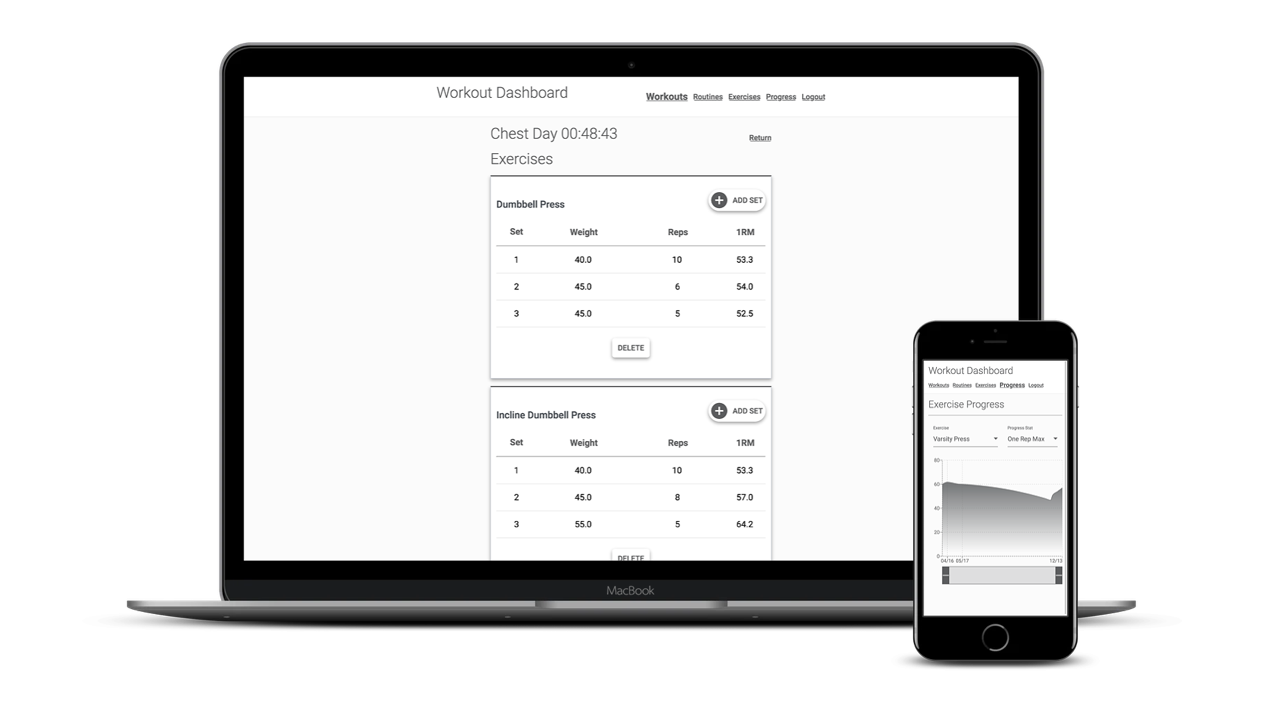 Workout Dashboard
Workouts Routines Exercises Progress Logout
Chest Day 00:48:43
Return
Exercises
Dumbbell Press
ADD SET
Set Weight Reps 1RM
1 40.0 10 53.3
2 45.0 6 54.0
3 45.0 5 52.5
DELETE
Incline Dumbbell Press
ADD SET
Set Weight Reps 1RM
1 40.0 10 53.3
2 45.0 8 57.0
3 55.0 5 64.2
DELETE
MacBook
Workout Dashboard
Workouts Routines Exercises Progress Logout
Exercise Progress
Exercise Progress Stat
Varsity Press One Rep Max
80
60
40
20
0
04/16 05/17 12/13